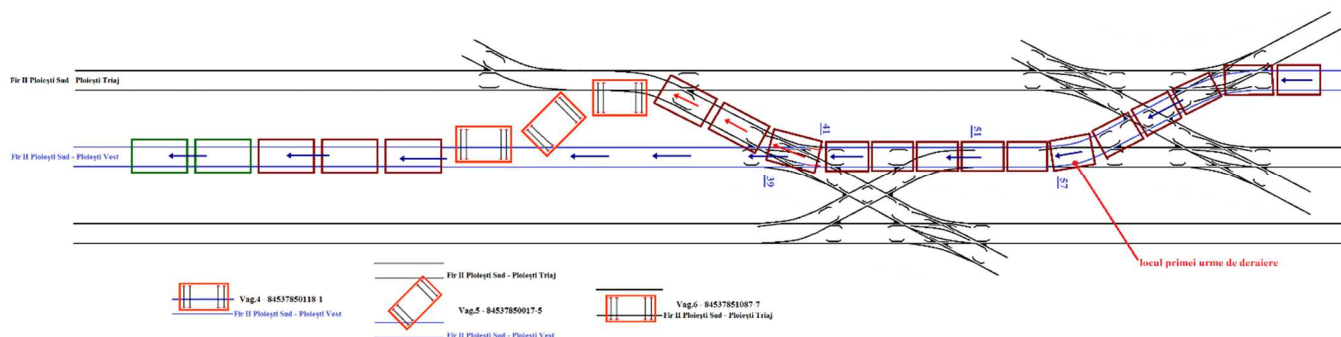 Fir II Ploiești Sud Ploiești Triaj
Fir II Ploiești Sud - Ploiești Vest
41
51
59
57
locul primei urme de deraiere
Fir II Ploiești Sud - Ploiești Triaj
Vag.4 - 84537850118-1
Fir II Ploiești Sud - Ploiești Vest
Vag.5 - 84537850017-5
Fir II Ploiești Sud - Ploiești Vest
Vag.6 - 84537851087-7
Fir II Ploiești Sud - Ploiești Triaj